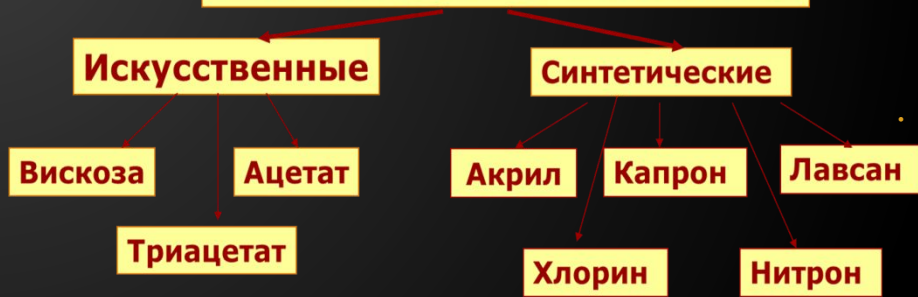 Искусственные
Синтетические
Вискоза
Ацетат
Триацетат
Акрил
Капрон
Лавсан
Хлорин
Нитрон